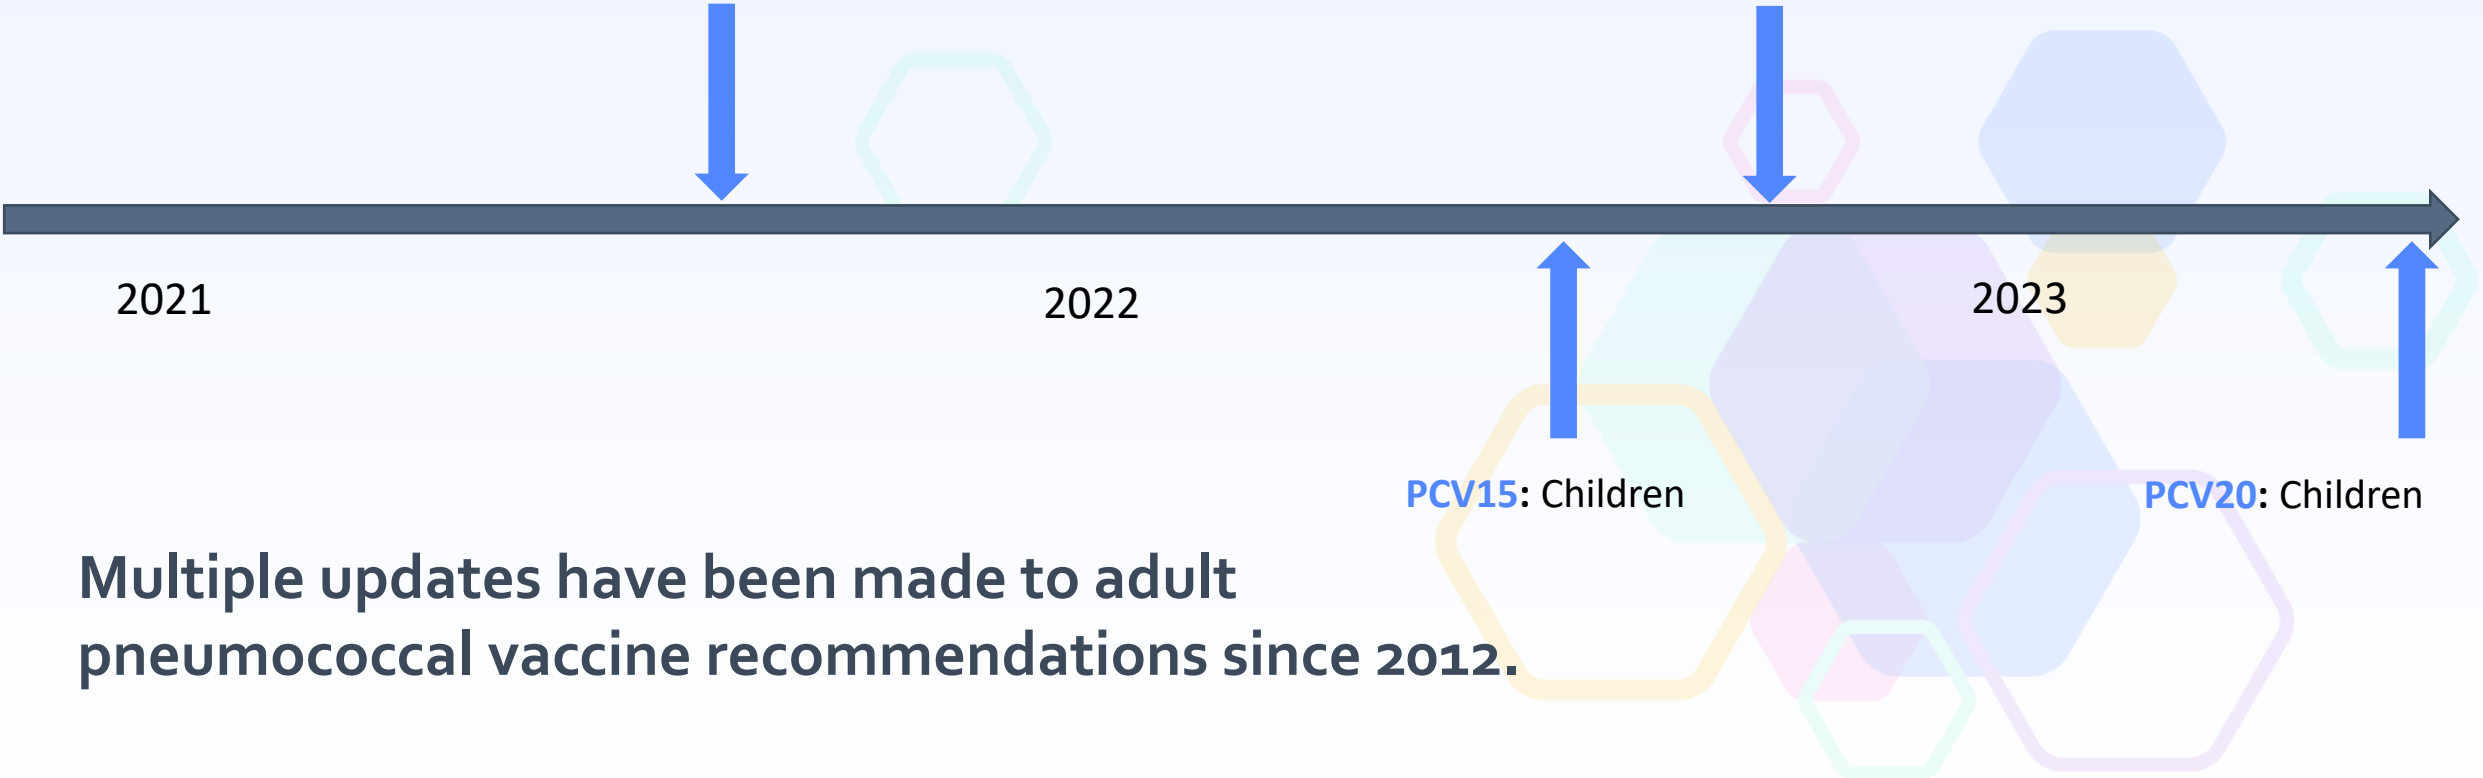 2021
2022
2023
PCV15: Children
PCV20: Children
Multiple updates have been made to adult
pneumococcal vaccine recommendations since 2012.